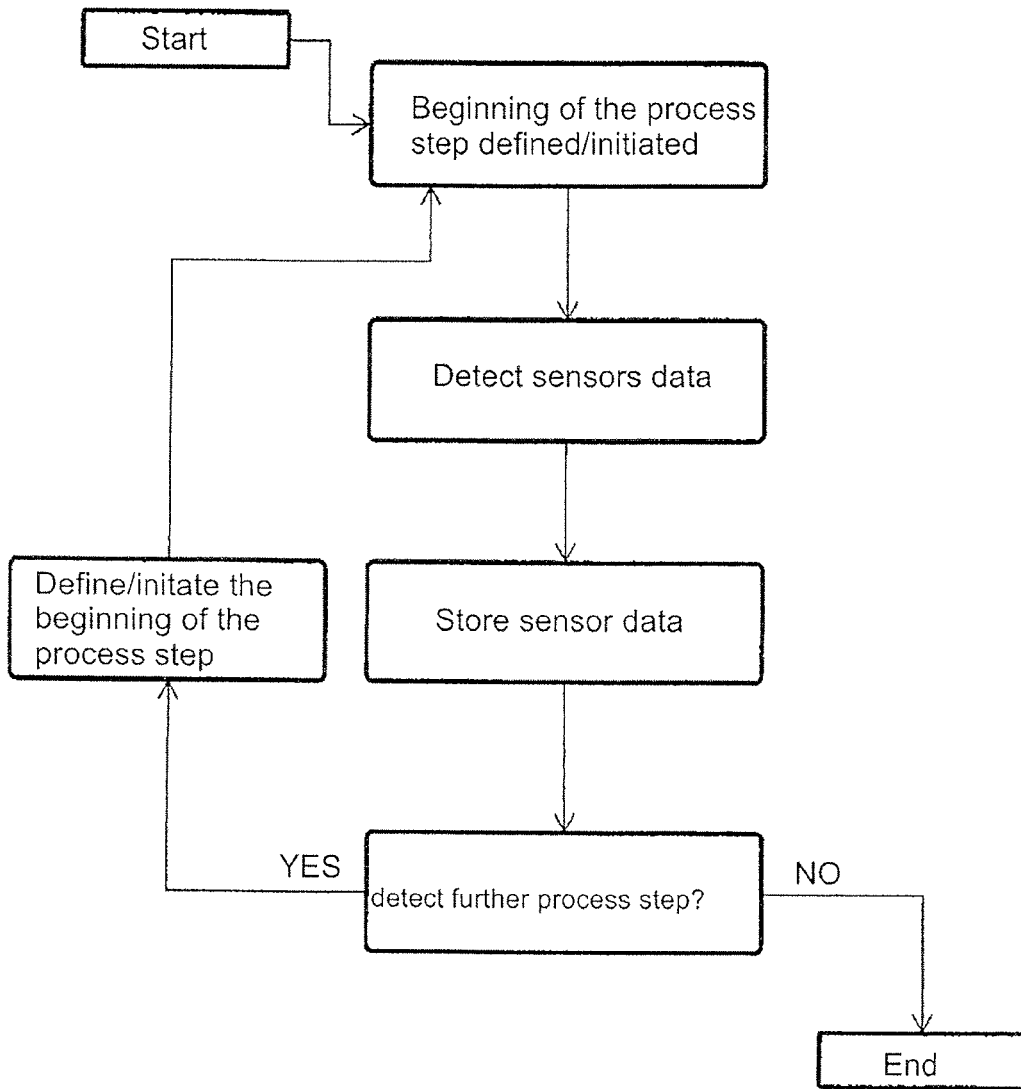 Start
Beginning of the process
step defined/initiated
Detect sensors data
Define/initate the
beginning of the
process step
Store sensor data
YES
detect further process step?
NO
End